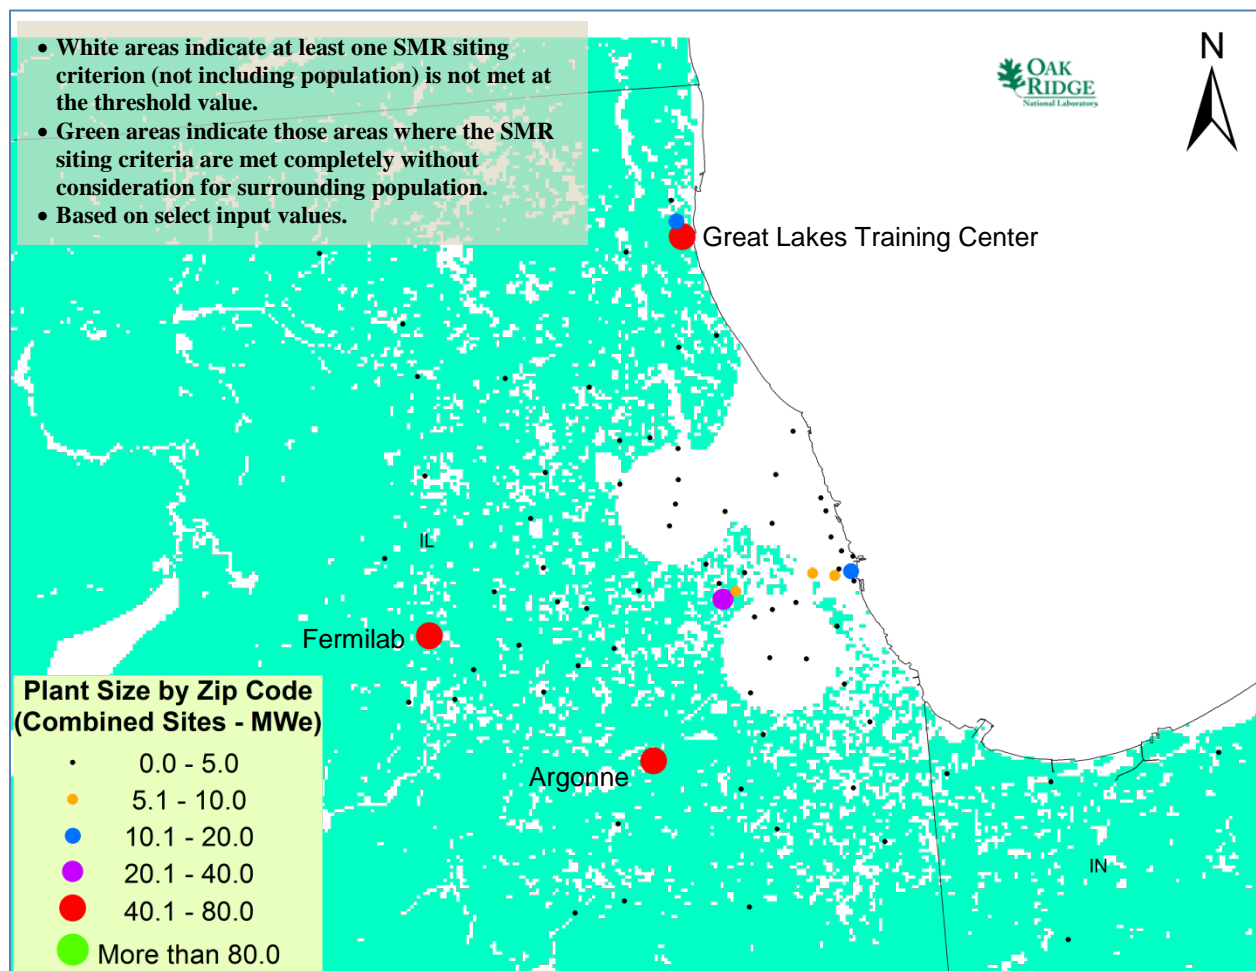 • White areas indicate at least one SMR siting
criterion (not including population) is not met at
the threshold value.
• Green areas indicate those areas where the SMR
siting criteria are met completely without
consideration for surrounding population.
• Based on select input values.
OAK
RIDGE
National Laboratory
N
Great Lakes Training Center
IL
Fermilab
Argonne
IN
Plant Size by Zip Code
(Combined Sites - MWe)
0.0 - 5.0
5.1 - 10.0
10.1 - 20.0
20.1 - 40.0
40.1 - 80.0
More than 80.0